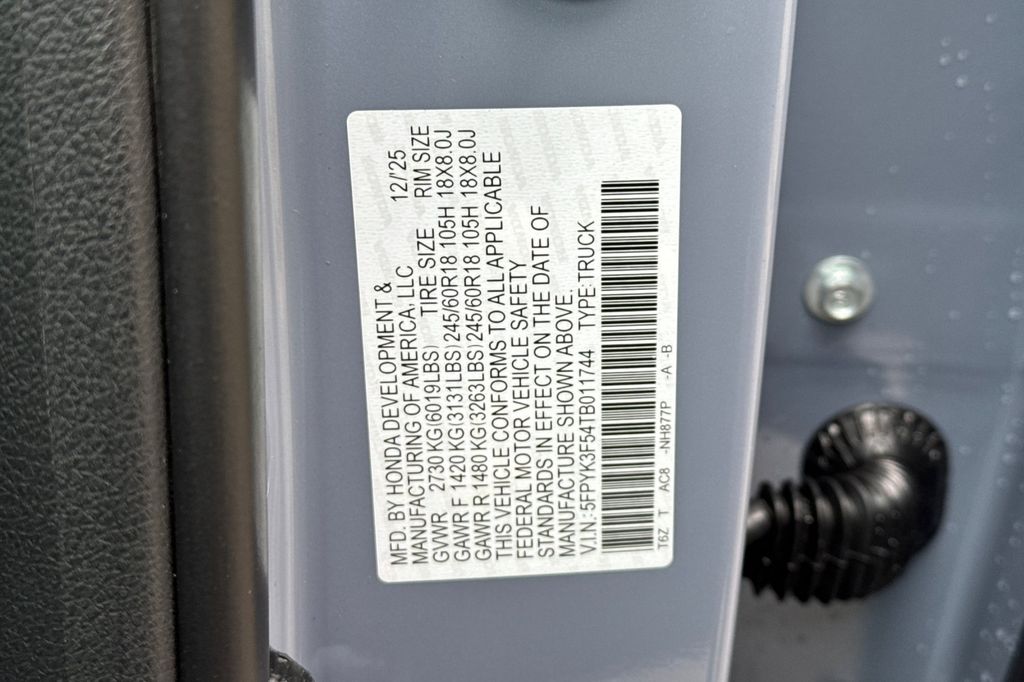 MFD. BY HONDA DEVELOPMENT &
MANUFACTURING OF AMERICA, LLC 12/25
GVWR 2730 KG(6019LBS) TIRE SIZE RIM SIZE
GAWR F 1420 KG(3131LBS) 245/60R18 105H 18X8.0J
GAWR R 1480 KG(3263LBS) 245/60R18 105H 18X8.0J
THIS VEHICLE CONFORMS TO ALL APPLICABLE
FEDERAL MOTOR VEHICLE SAFETY
STANDARDS IN EFFECT ON THE DATE OF
MANUFACTURE SHOWN ABOVE.
V.I.N.:5FPYK3F54TB011744 TYPE:TRUCK
T6Z T AC8 -NH877P -A -B